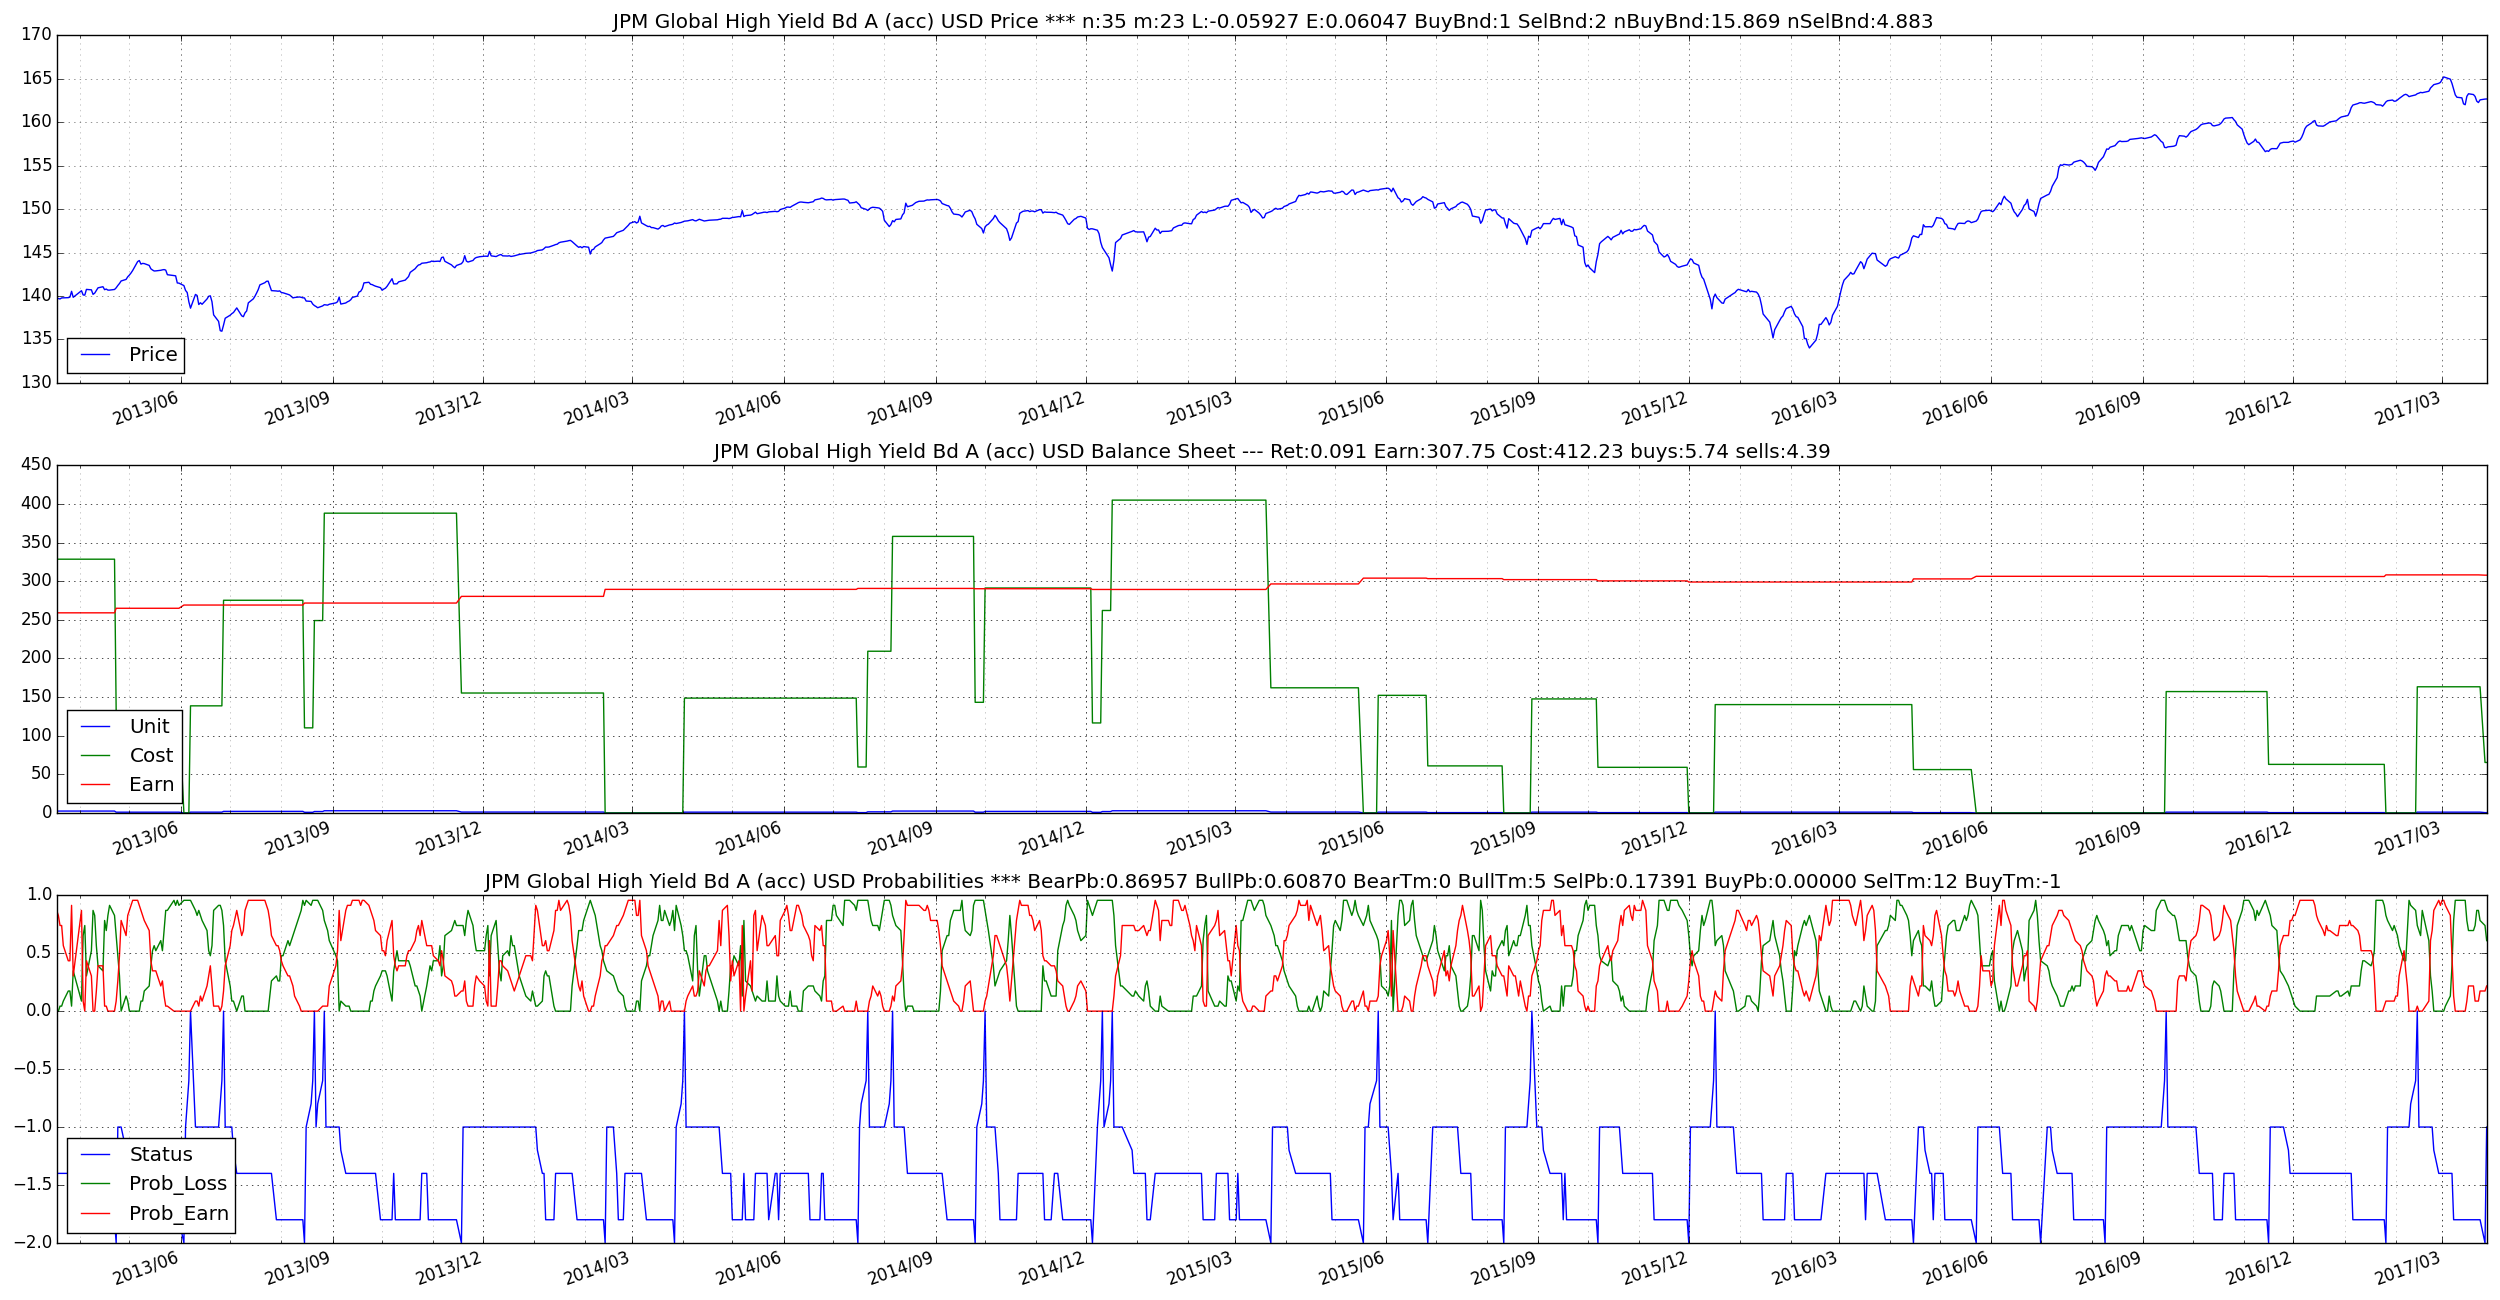 JPM Global High Yield Bd A (acc) USD Price *** n:35 m:23 L:-0.05927 E:0.06047 BuyBnd:1 SelBnd:2 nBuyBnd:15.869 nSelBnd:4.883
170
165
160
155
150
145
140
135
130
Price
2013/06 2013/09 2013/12 2014/03 2014/06 2014/09 2014/12 2015/03 2015/06 2015/09 2015/12 2016/03 2016/06 2016/09 2016/12 2017/03
JPM Global High Yield Bd A (acc) USD Balance Sheet --- Ret:0.091 Earn:307.75 Cost:412.23 buys:5.74 sells:4.39
450
400
350
300
250
200
150
100
50
0
Unit
Cost
Earn
2013/06 2013/09 2013/12 2014/03 2014/06 2014/09 2014/12 2015/03 2015/06 2015/09 2015/12 2016/03 2016/06 2016/09 2016/12 2017/03
JPM Global High Yield Bd A (acc) USD Probabilities *** BearPb:0.86957 BullPb:0.60870 BearTm:0 BullTm:5 SelPb:0.17391 BuyPb:0.00000 SelTm:12 BuyTm:-1
1.0
0.5
0.0
−0.5
−1.0
−1.5
−2.0
Status
Prob_Loss
Prob_Earn
2013/06 2013/09 2013/12 2014/03 2014/06 2014/09 2014/12 2015/03 2015/06 2015/09 2015/12 2016/03 2016/06 2016/09 2016/12 2017/03